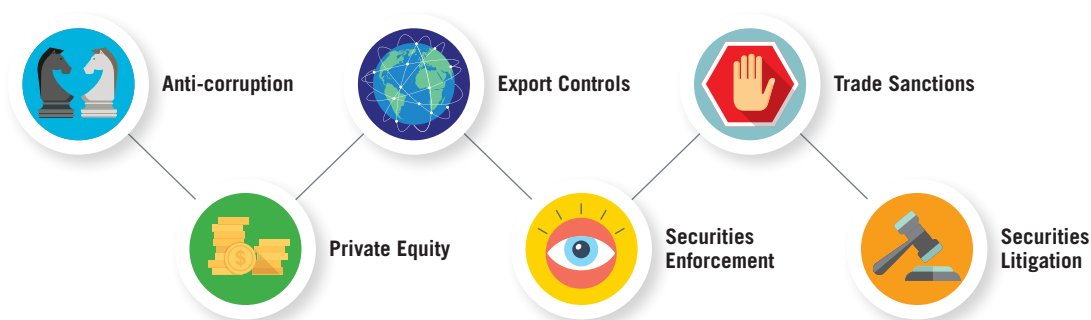 Anti-corruption
Export Controls
Trade Sanctions
Private Equity
$
Securities
Enforcement
Securities
Litigation